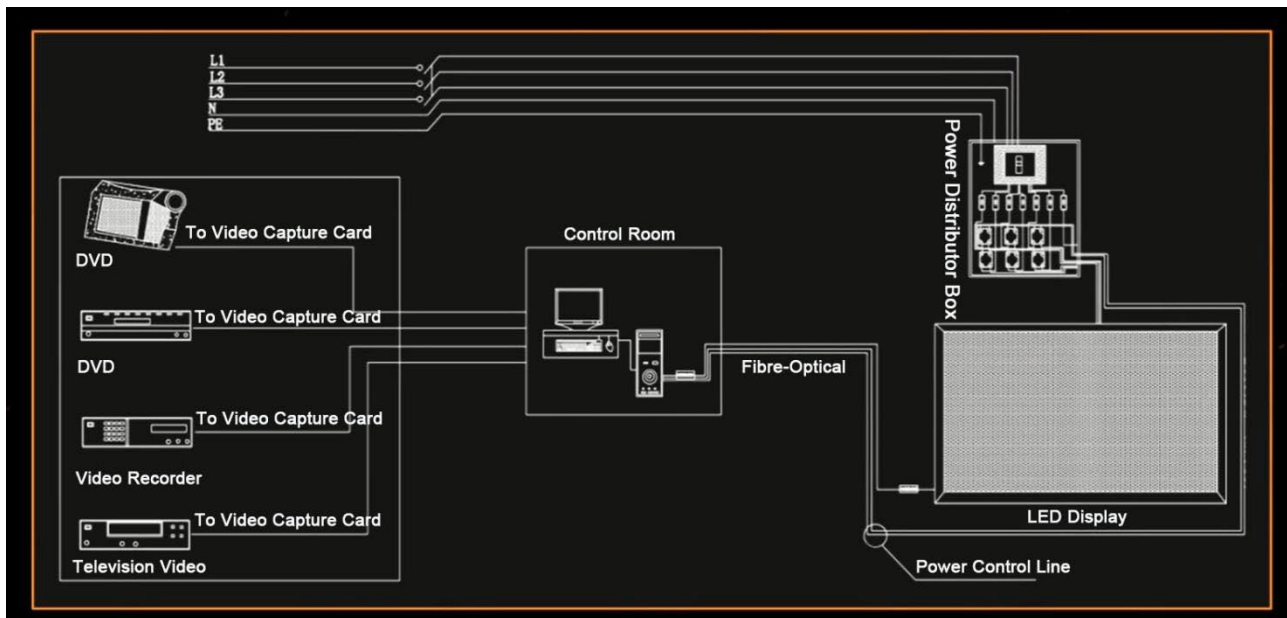 L1
L2
L3
N
PE
Power Distributor Box
To Video Capture Card
DVD
Control Room
To Video Capture Card
DVD
Fibre-Optical
To Video Capture Card
Video Recorder
To Video Capture Card
LED Display
Television Video
Power Control Line